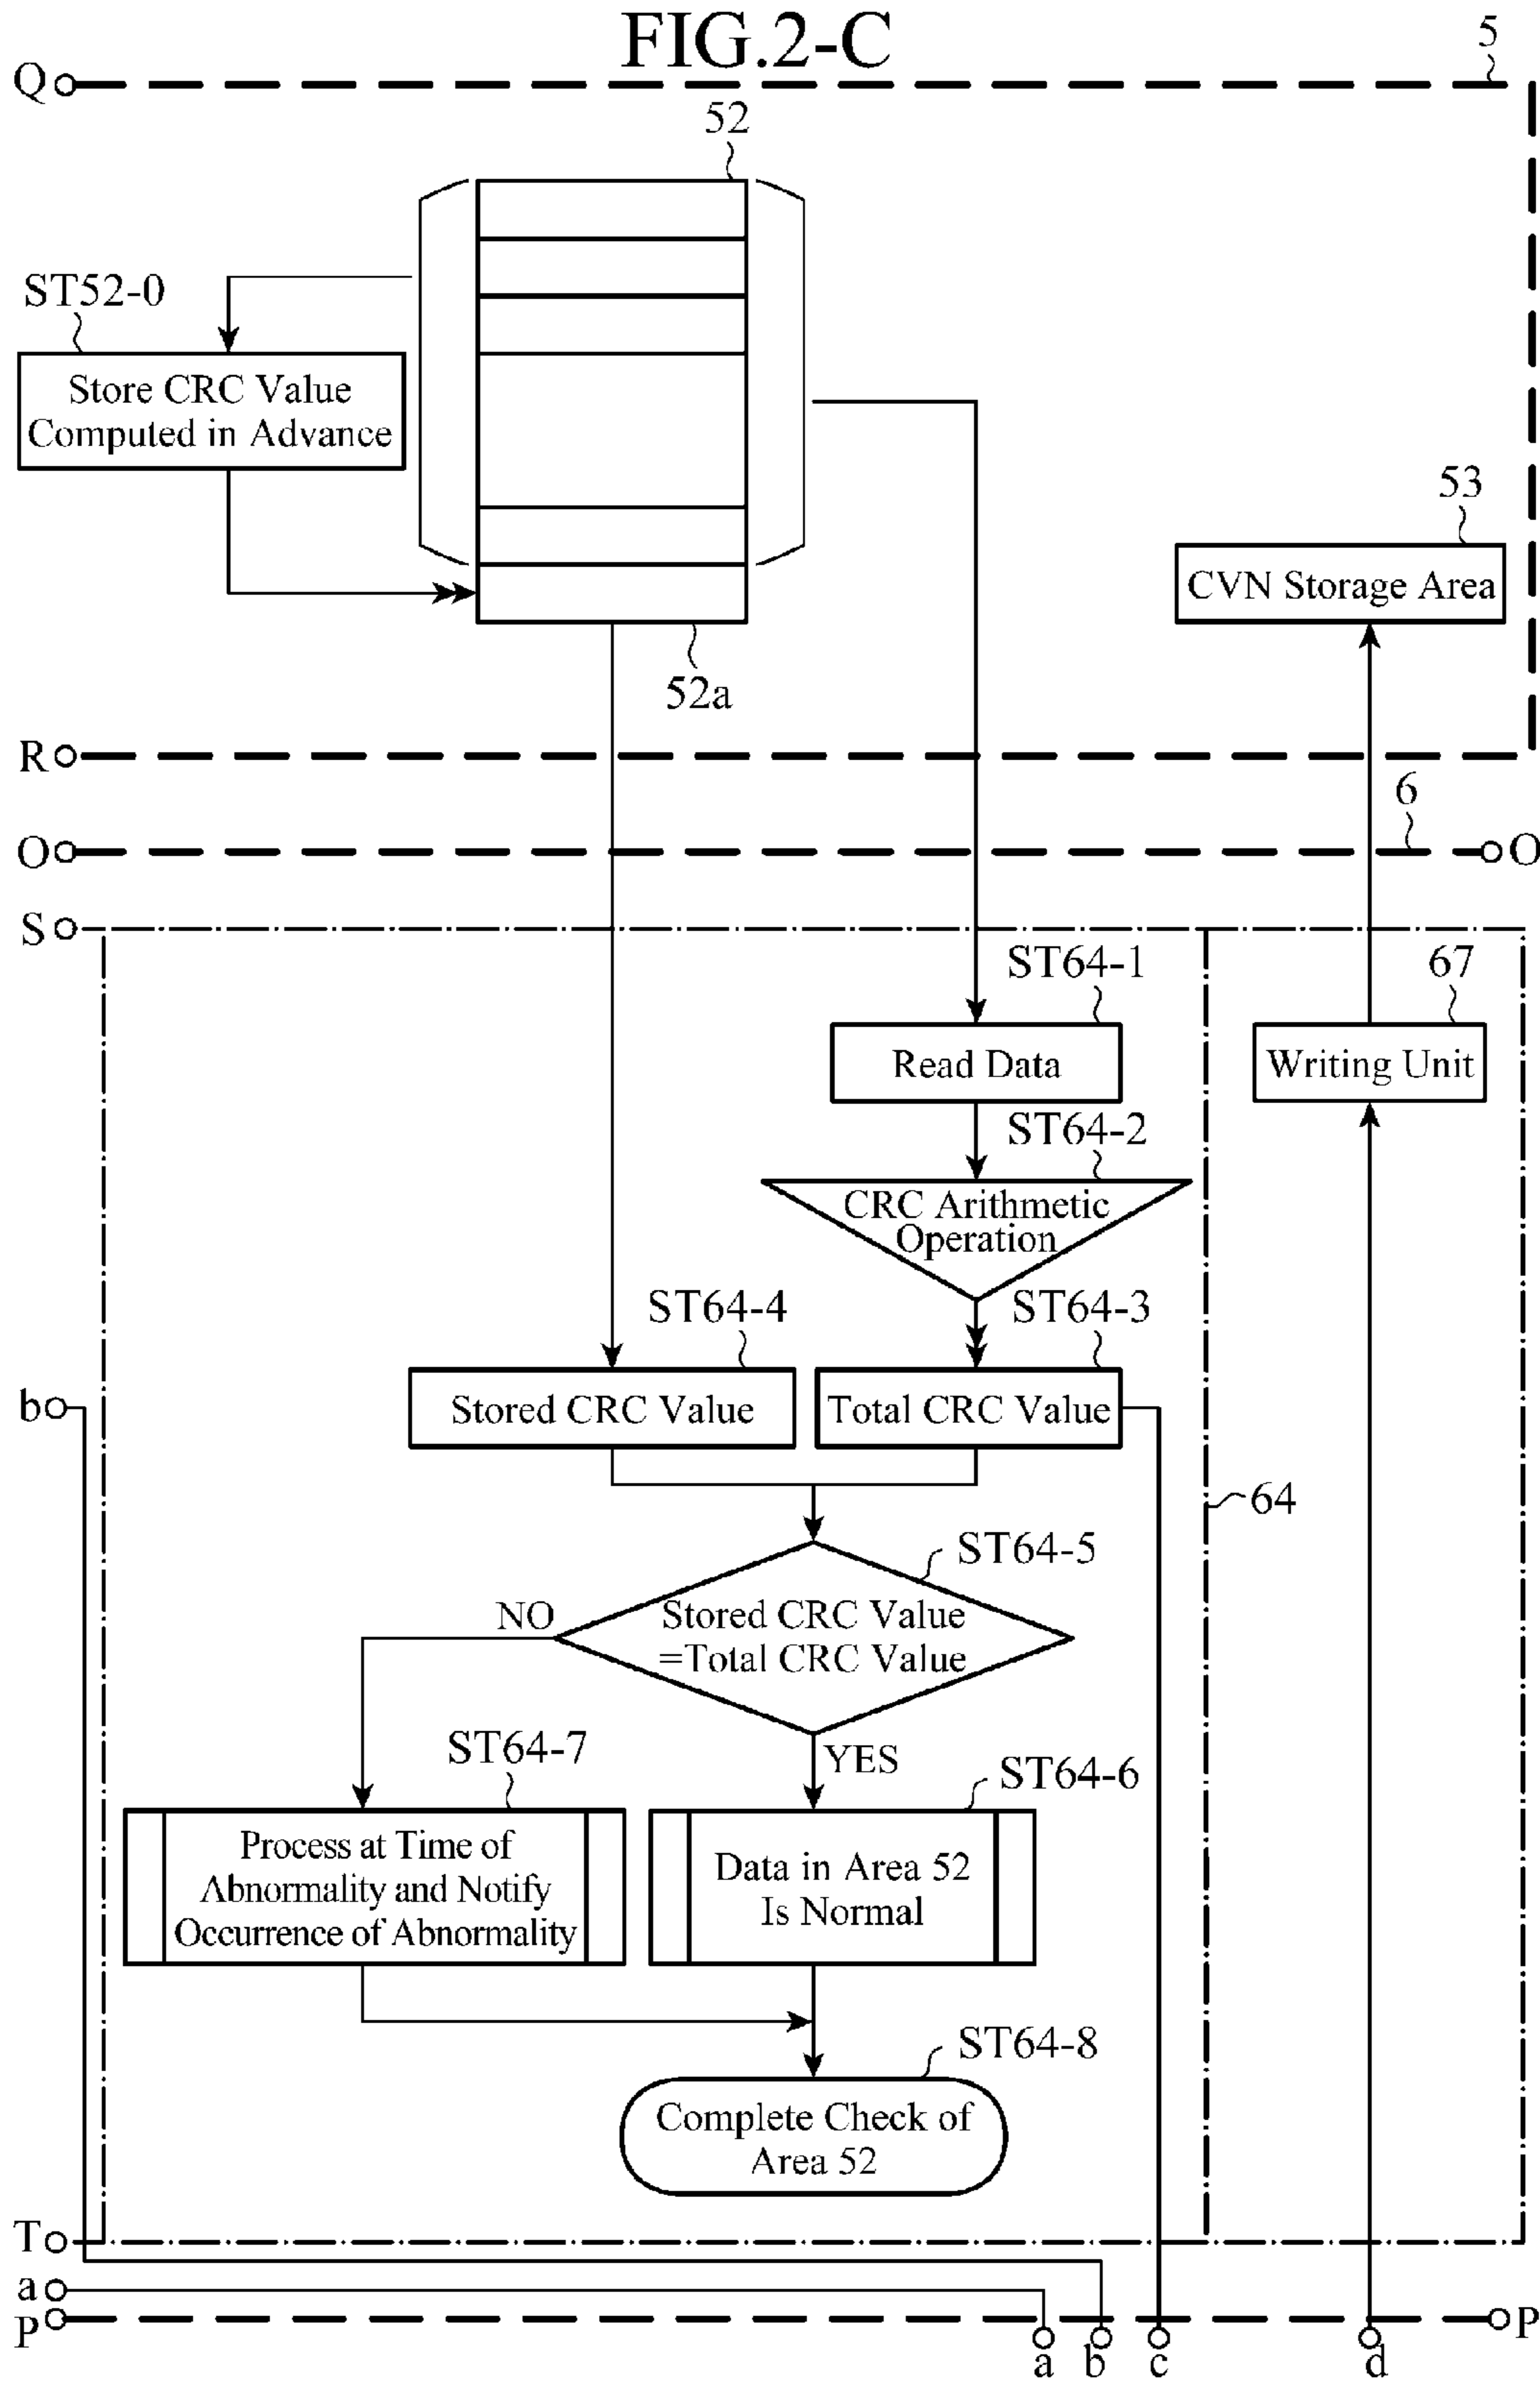 FIG.2-C
5
Q
52
ST52-0
Store CRC Value
Computed in Advance
53
CVN Storage Area
52a
R
6
O
O
S
ST64-1
67
Read Data
Writing Unit
ST64-2
CRC Arithmetic
Operation
ST64-4
ST64-3
b
Stored CRC Value
Total CRC Value
64
ST64-5
NO
Stored CRC Value
=Total CRC Value
ST64-7
YES
ST64-6
Process at Time of
Abnormality and Notify
Occurrence of Abnormality
Data in Area 52
Is Normal
ST64-8
Complete Check of
Area 52
T
a
P
P
a
b
c
d